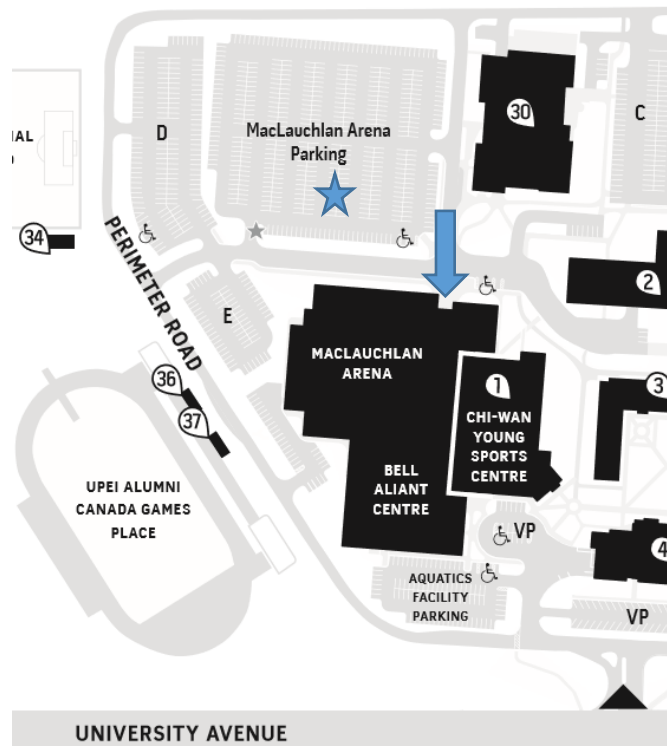 30
C
D
MacLauchlan Arena
Parking
34
2
PERIMETER ROAD
E
MACLAUCHLAN
ARENA
36
1
3
37
CHI-WAN
YOUNG
SPORTS
CENTRE
BELL
ALIANT
CENTRE
UPEI ALUMNI
CANADA GAMES
PLACE
VP
4
AQUATICS
FACILITY
PARKING
VP
UNIVERSITY AVENUE